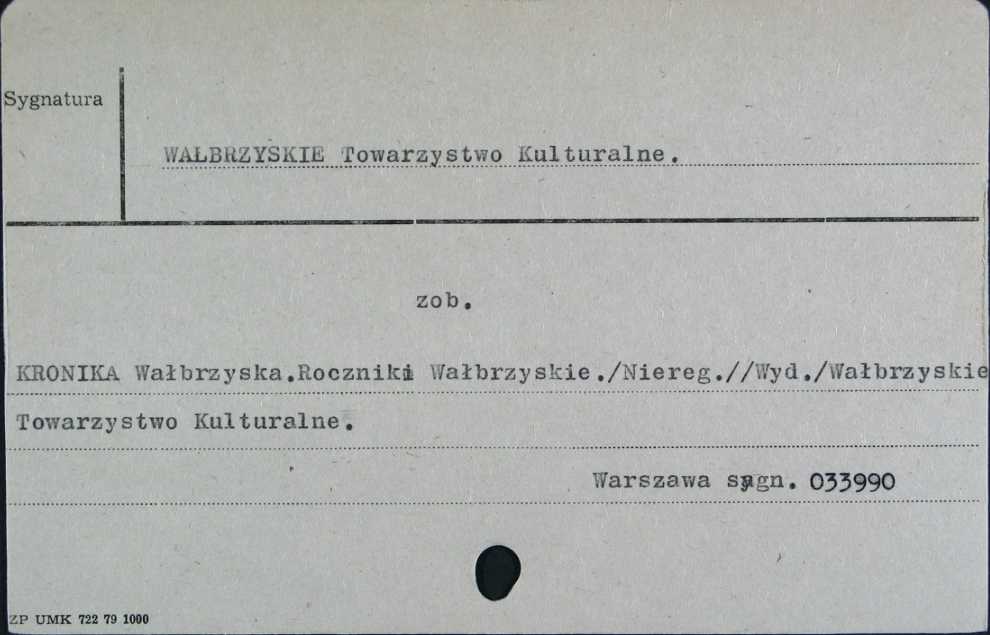 Sygnatura
WAŁBRZYSKIE Towarzystwo Kulturalne.
zob.
KRONIKA Wałbrzyska.Roczniki Wałbrzyskie./Niereg.//Wyd./Wałbrzyskie
Towarzystwo Kulturalne.
Warszawa sygn. 033990
ZP UMK 722 79 1000